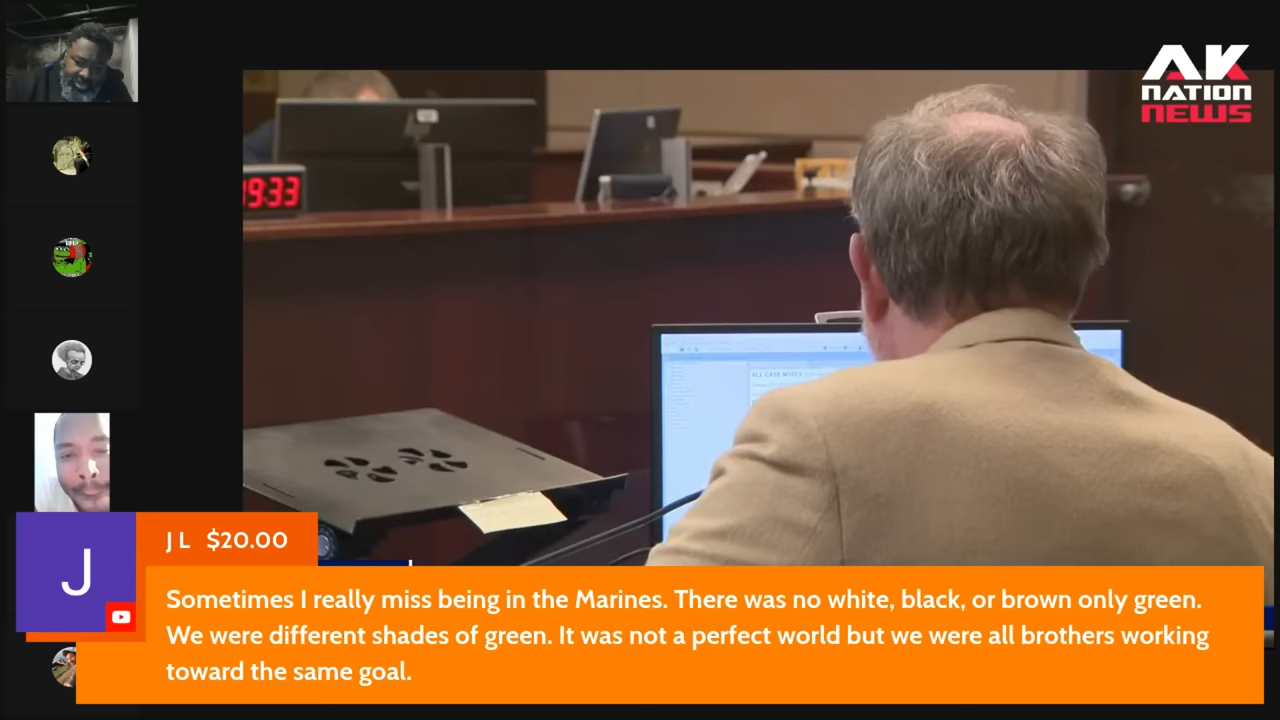 AK
NATION
NEWS
19:33
ALL CASE NOTES
J
J L $20.00
Sometimes I really miss being in the Marines. There was no white, black, or brown only green.
We were different shades of green. It was not a perfect world but we were all brothers working
toward the same goal.